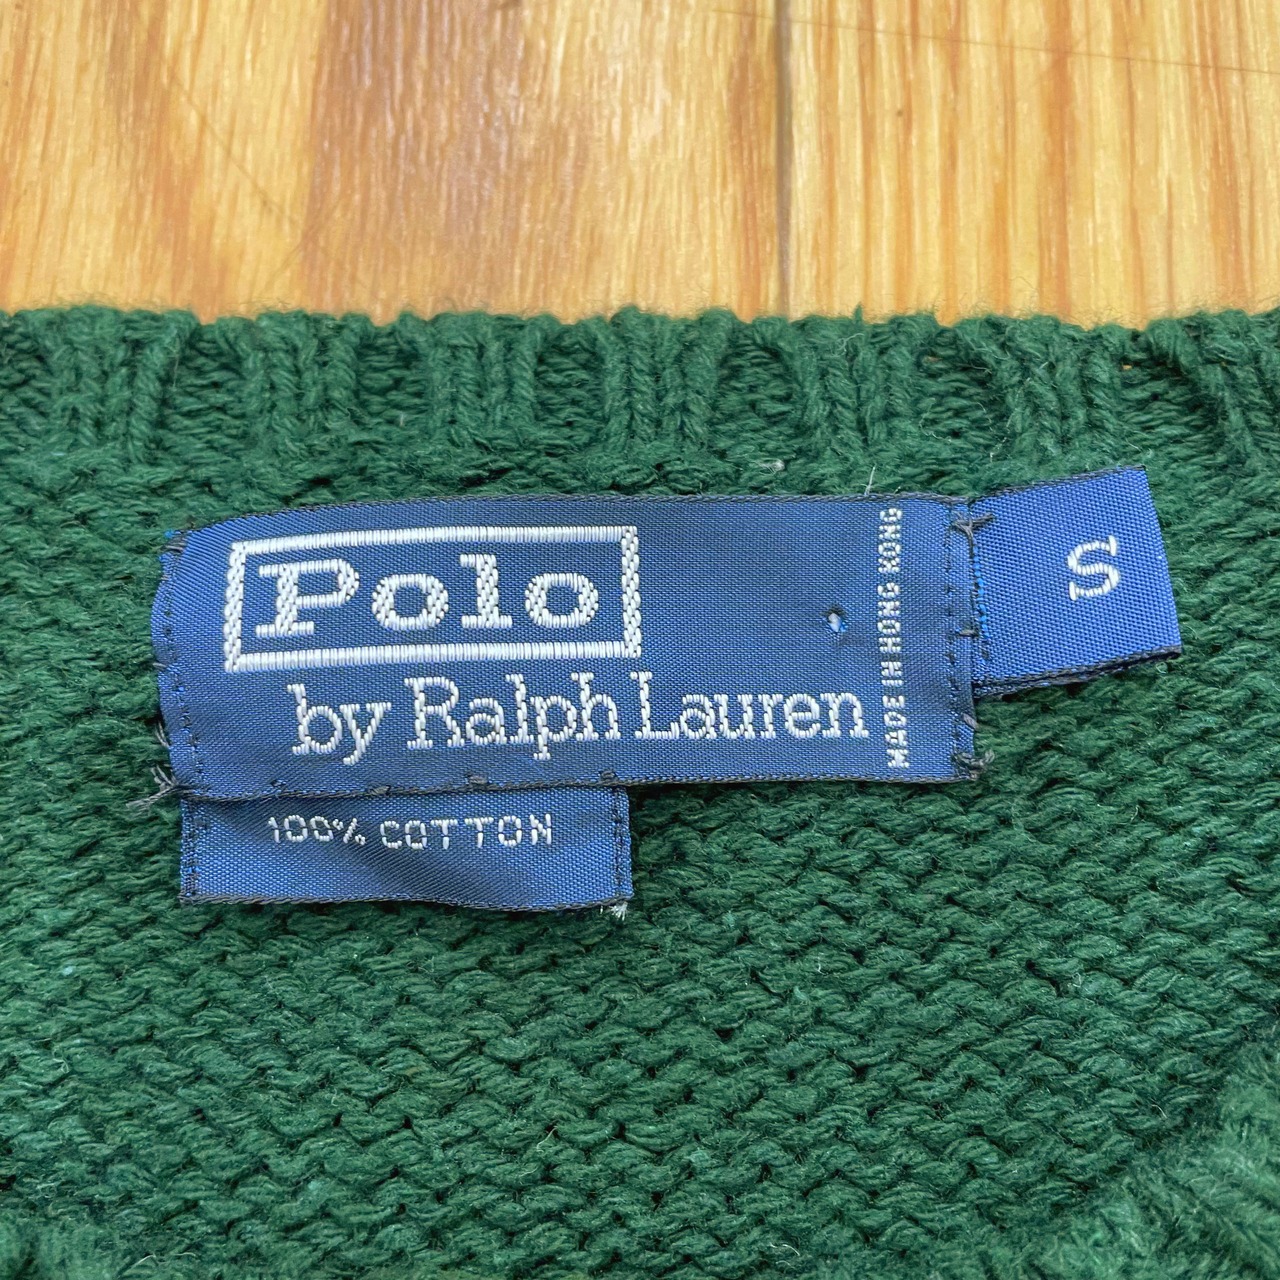 Polo
by Ralph Lauren
MADE IN HONG KONG
S
100% COTTON